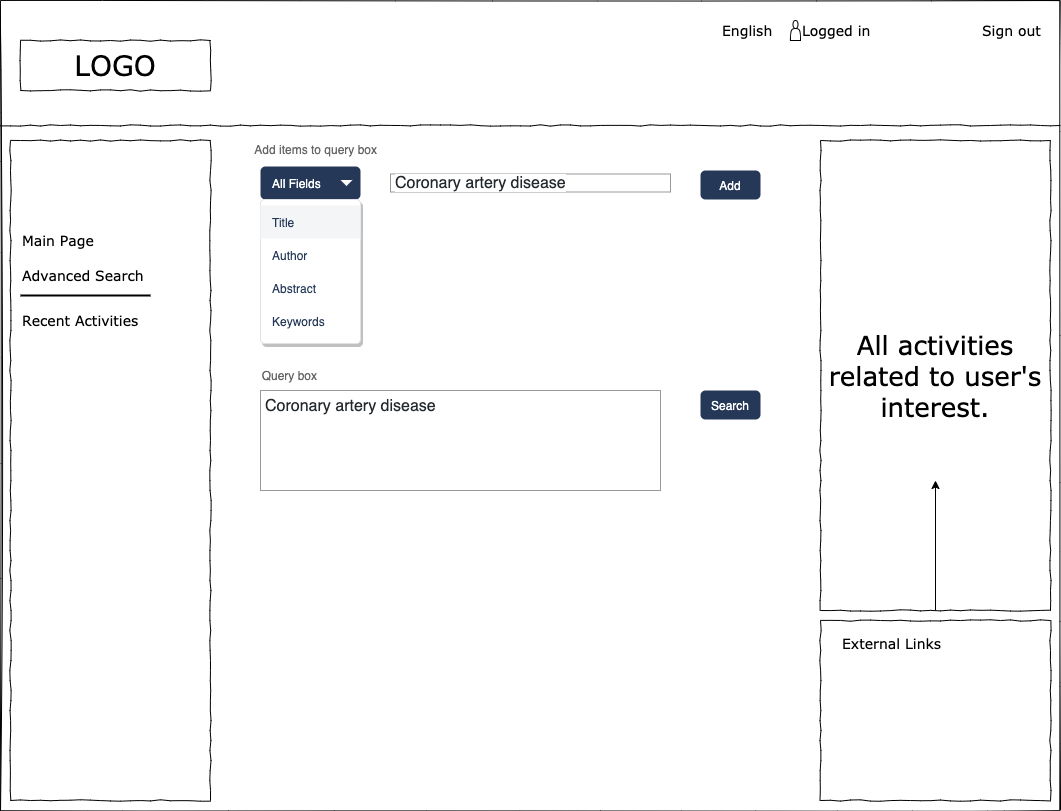 English
Logged in
Sign out
LOGO
Main Page
Advanced Search
Recent Activities
Add items to query box
All Fields
Coronary artery disease
Add
Title
Author
Abstract
Keywords
Query box
Coronary artery disease
Search
All activities
related to user's
interest.
External Links